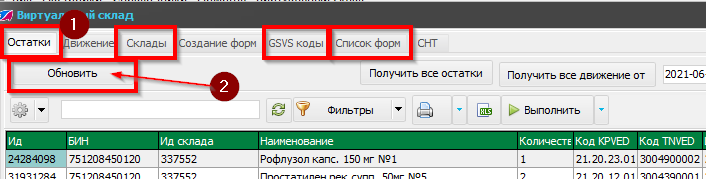 Виртуальный склад
1
Остатки Движение Склады Создание форм GSVS коды Список форм СНТ
Обновить Получить все остатки Получить все движение от 2021-06
2
Фильтры XLS Выполнить
Ид БИН Ид склада Наименование Количеств Код KPVED Код TNVED
24284098 751208450120 337552 Рофлузол капс. 150 мг №1 1 21.20.23.01 3004900002
31931284 751208450120 337552 Простатилен рек.супп. 50мг №5 2 21.20.12.01 3004390001